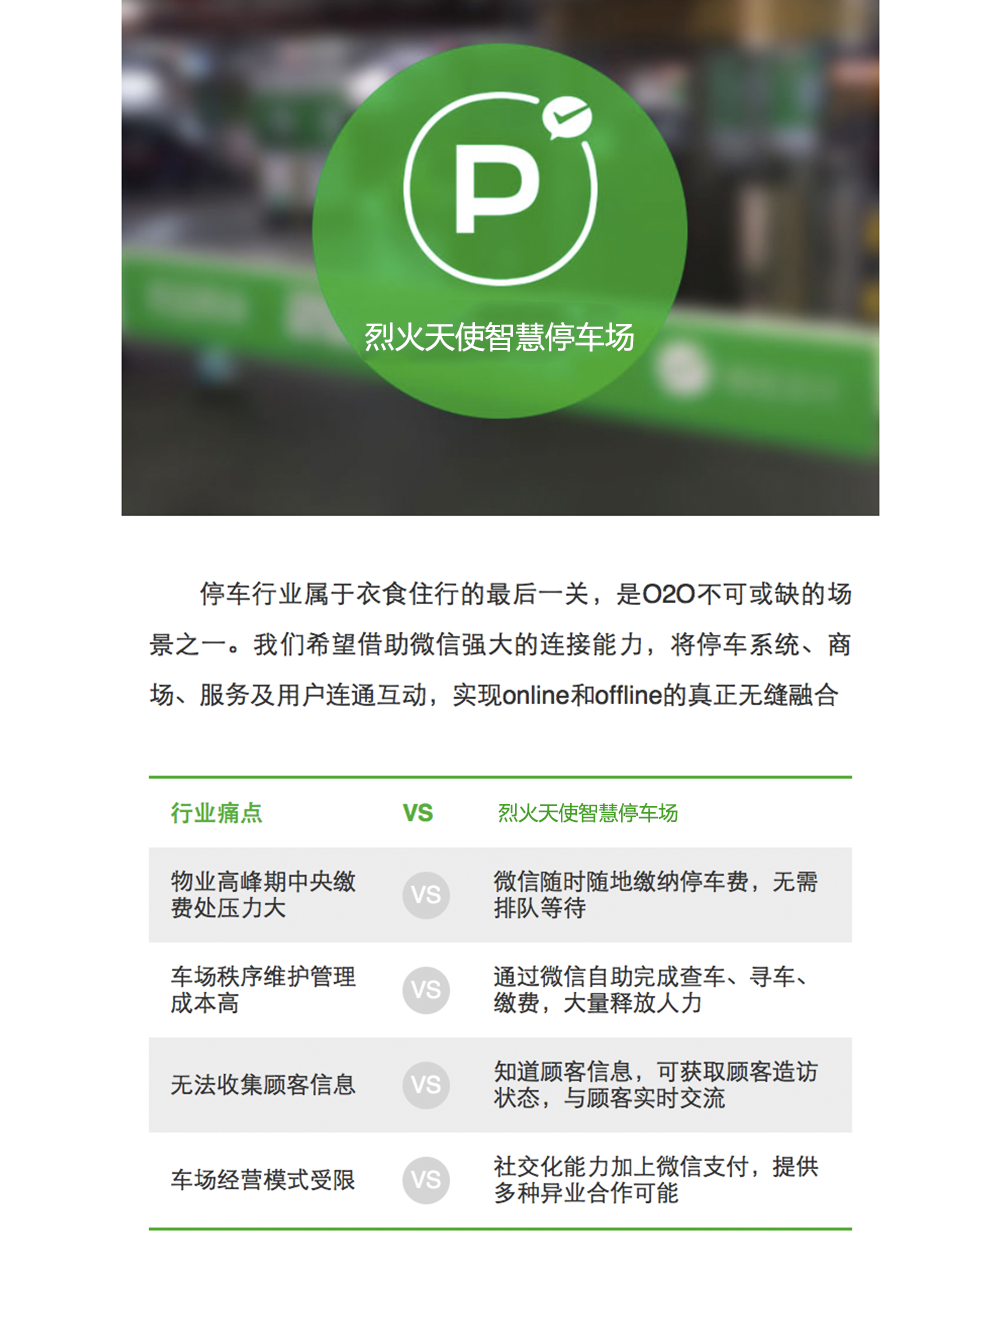 P
烈火天使智慧停车场
停车行业属于衣食住行的最后一关，是O2O不可或缺的场
景之一。我们希望借助微信强大的连接能力，将停车系统、商
场、服务及用户连通互动，实现online和offline的真正无缝融合
行业痛点 VS 烈火天使智慧停车场
物业高峰期中央缴
费处压力大
VS
微信随时随地缴纳停车费，无需
排队等待
车场秩序维护管理
成本高
VS
通过微信自助完成查车、寻车、
缴费，大量释放人力
无法收集顾客信息
VS
知道顾客信息，可获取顾客造访
状态，与顾客实时交流
车场经营模式受限
VS
社交化能力加上微信支付，提供
多种异业合作可能